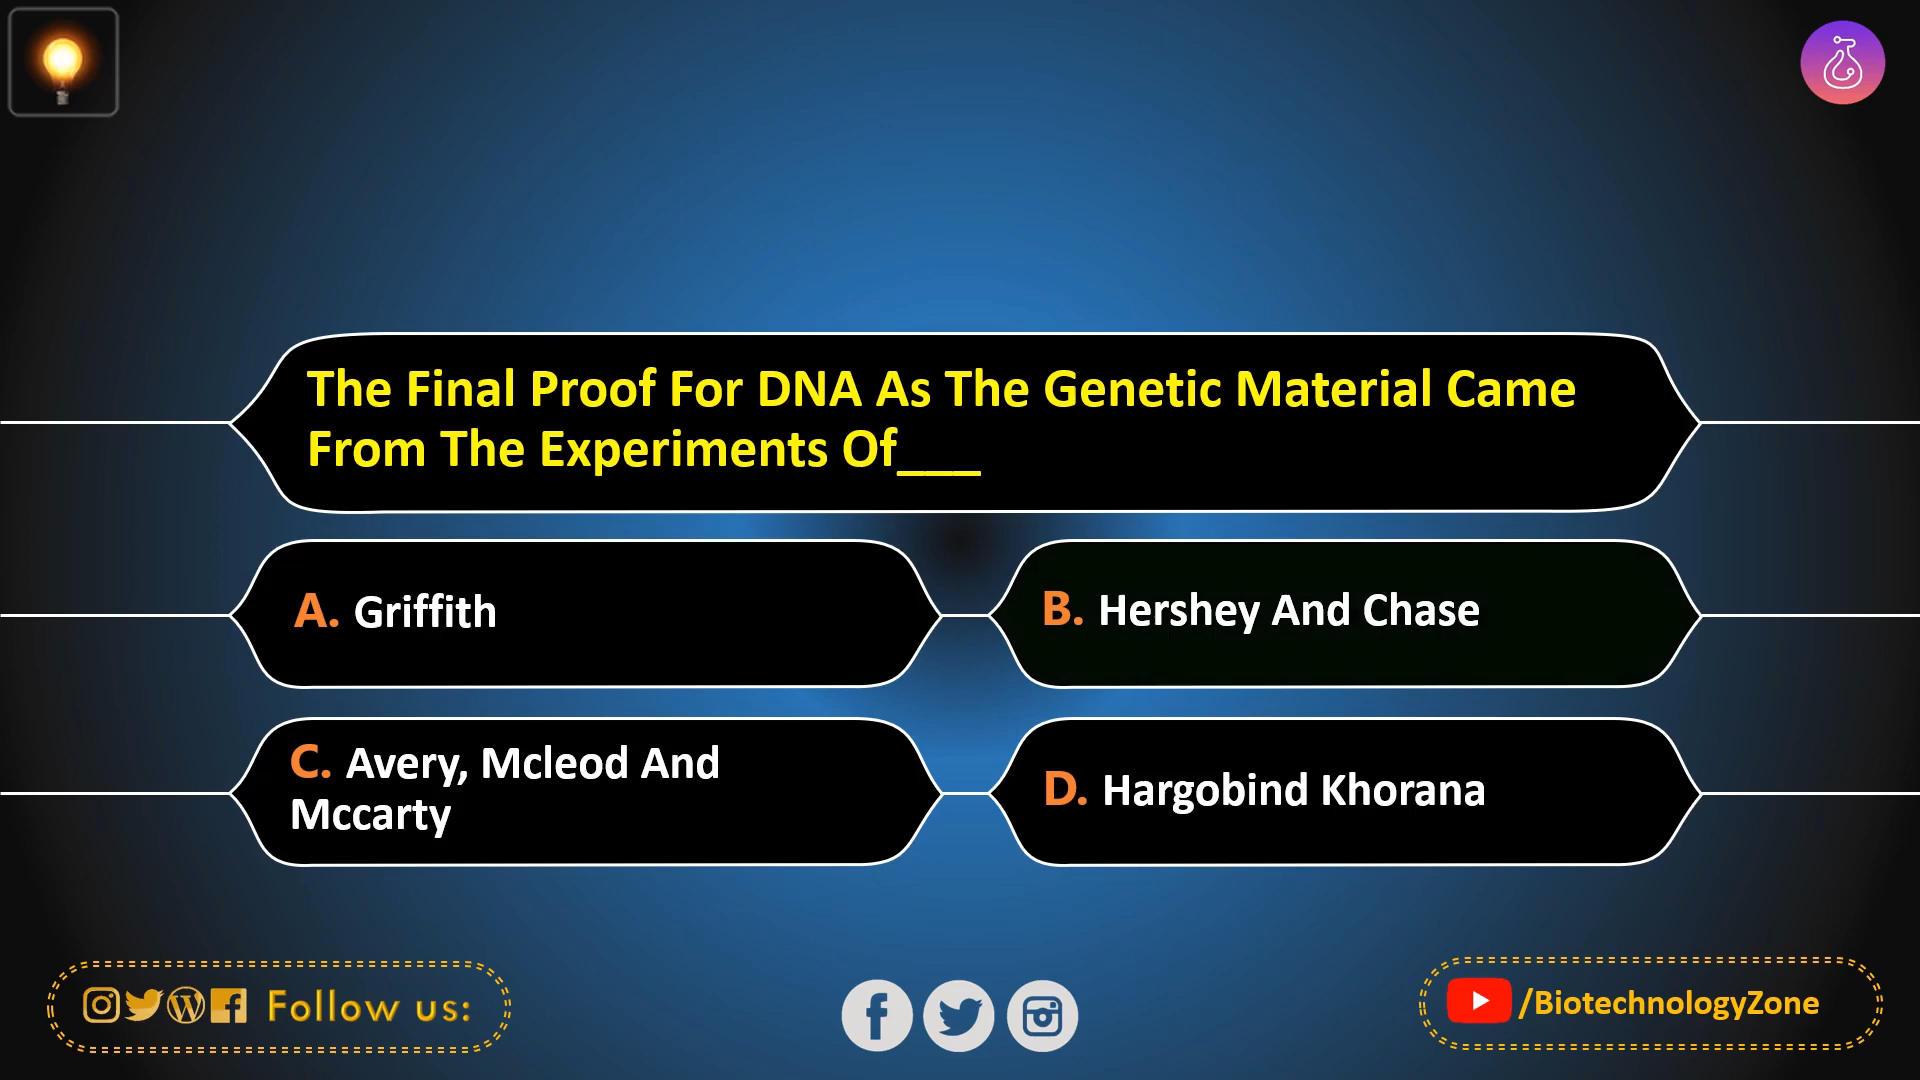 The Final Proof For DNA As The Genetic Material Came
From The Experiments Of___
A. Griffith
B. Hershey And Chase
C. Avery, Mcleod And
Mccarty
D. Hargobind Khorana
Follow us:
/BiotechnologyZone